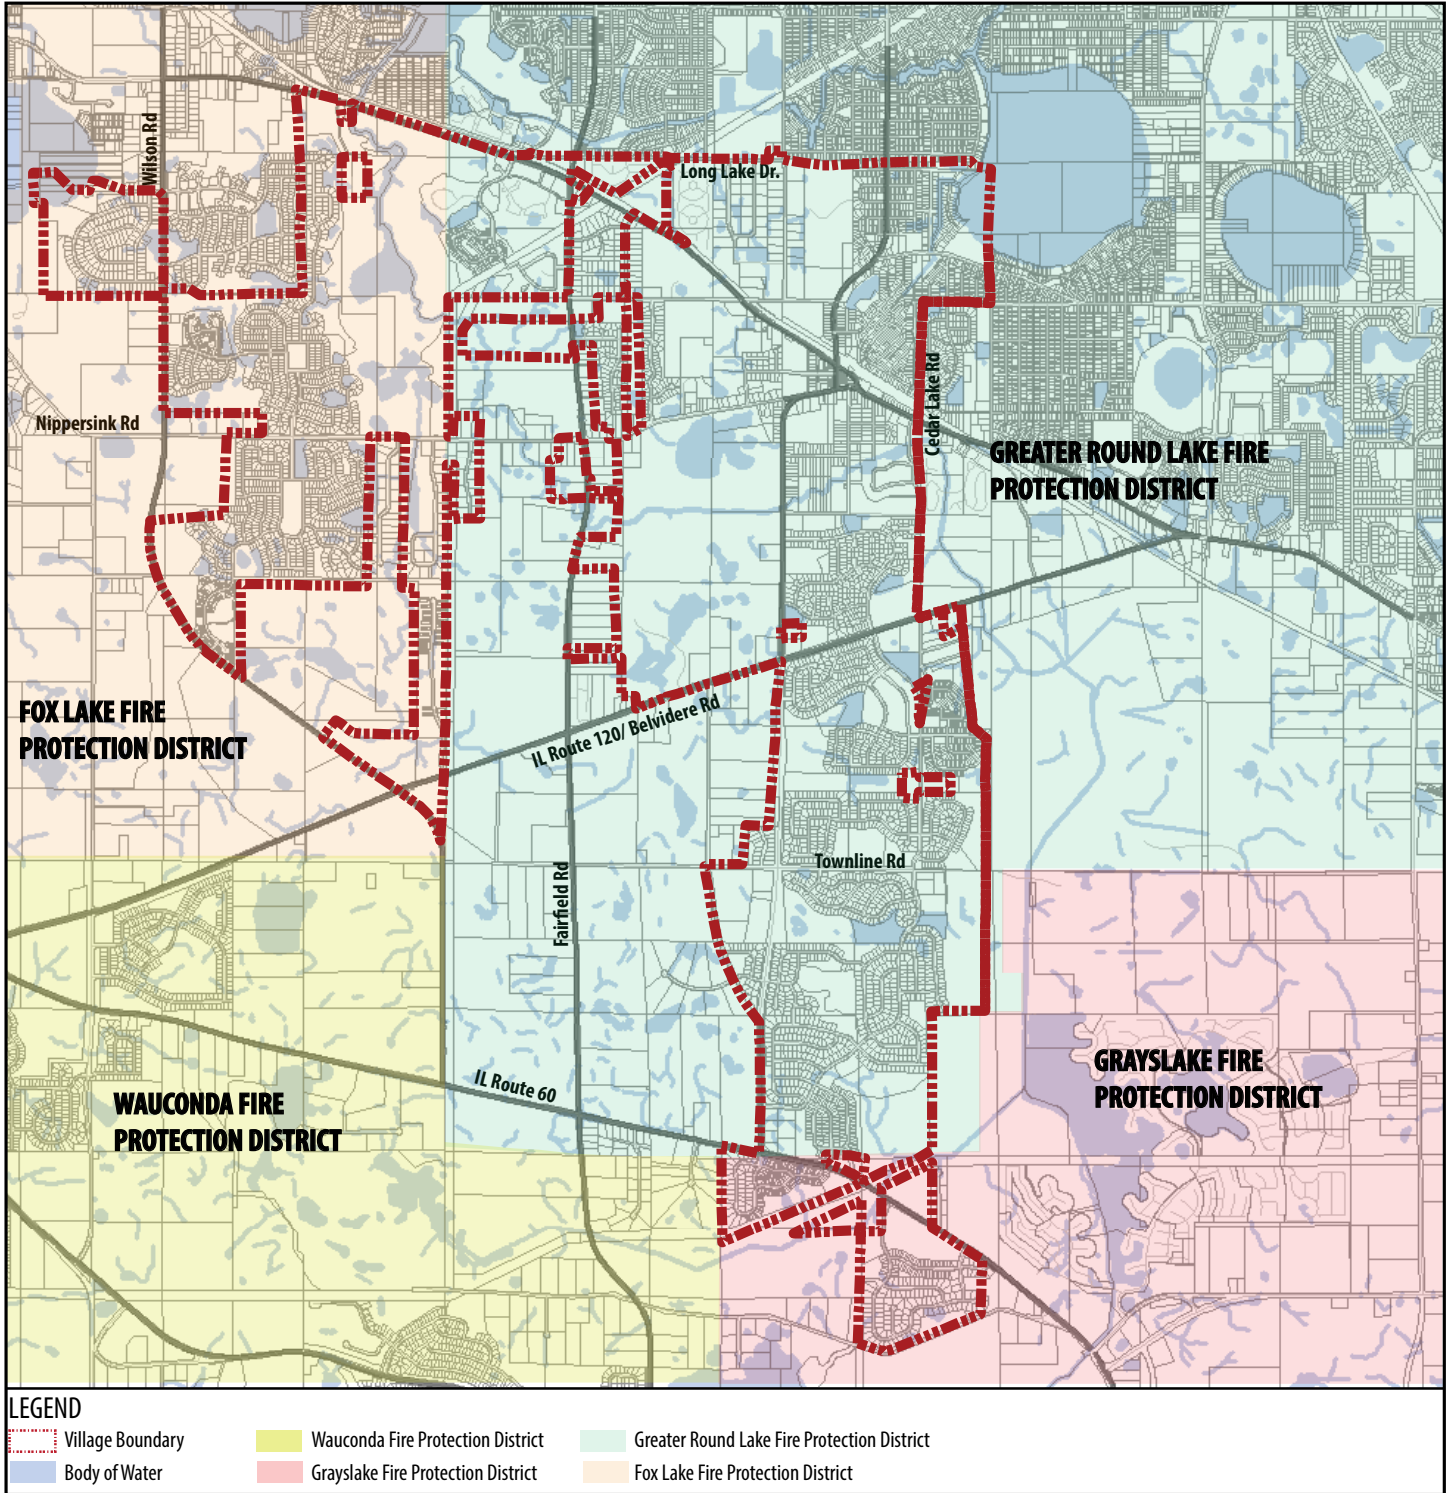 Wilson Rd
Long Lake Dr.
Cedar Lake Rd
Nippersink Rd
GREATER ROUND LAKE FIRE
PROTECTION DISTRICT
FOX LAKE FIRE
PROTECTION DISTRICT
IL Route 120/ Belvidere Rd
Townline Rd
Fairfield Rd
GRAYSLAKE FIRE
PROTECTION DISTRICT
IL Route 60
WAUCONDA FIRE
PROTECTION DISTRICT
LEGEND
Village Boundary
Wauconda Fire Protection District
Greater Round Lake Fire Protection District
Body of Water
Grayslake Fire Protection District
Fox Lake Fire Protection District